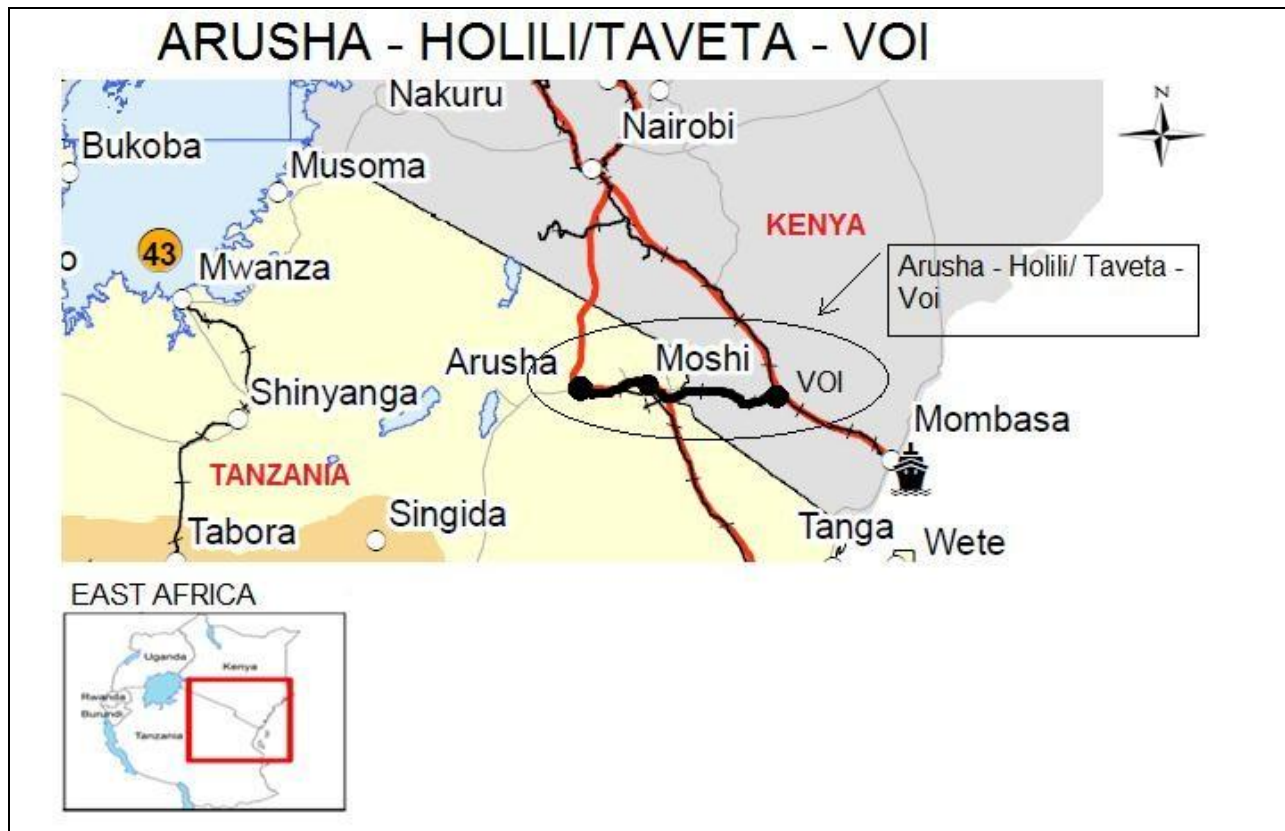 ARUSHA - HOLILI/TAVETA - VOI
Nakuru
Nairobi
N
Bukoba
Musoma
KENYA
43
o
Mwanza
Arusha - Holili/ Taveta -
Voi
Arusha
Moshi
VOI
Shinyanga
Mombasa
TANZANIA
Singida
Tabora
Tanga
Wete
EAST AFRICA
Uganda
Kenya
Rwanda
Burundi
Tanzania